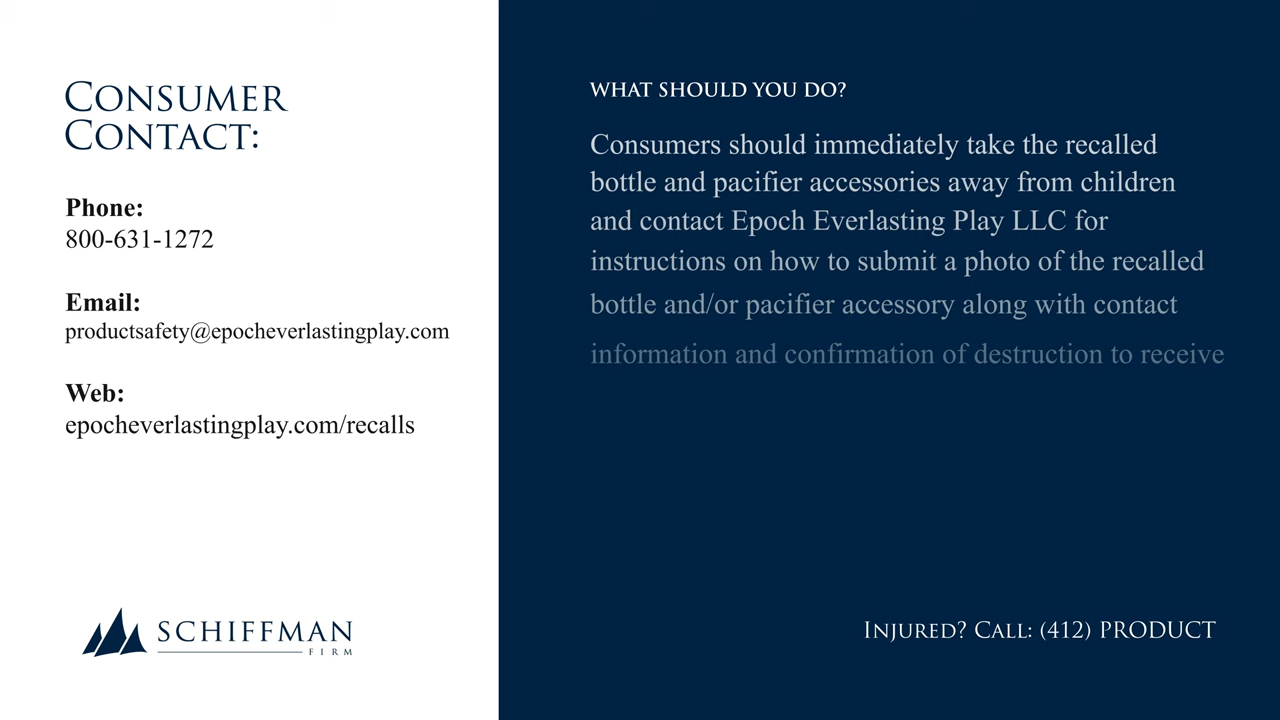 CONSUMER
CONTACT:
Phone:
800-631-1272
Email:
productsafety@epocheverlastingplay.com
Web:
epocheverlastingplay.com/recalls
SCHIFFMAN
FIRM
WHAT SHOULD YOU DO?
Consumers should immediately take the recalled
bottle and pacifier accessories away from children
and contact Epoch Everlasting Play LLC for
instructions on how to submit a photo of the recalled
bottle and/or pacifier accessory along with contact
information and confirmation of destruction to receive
INJURED? CALL: (412) PRODUCT